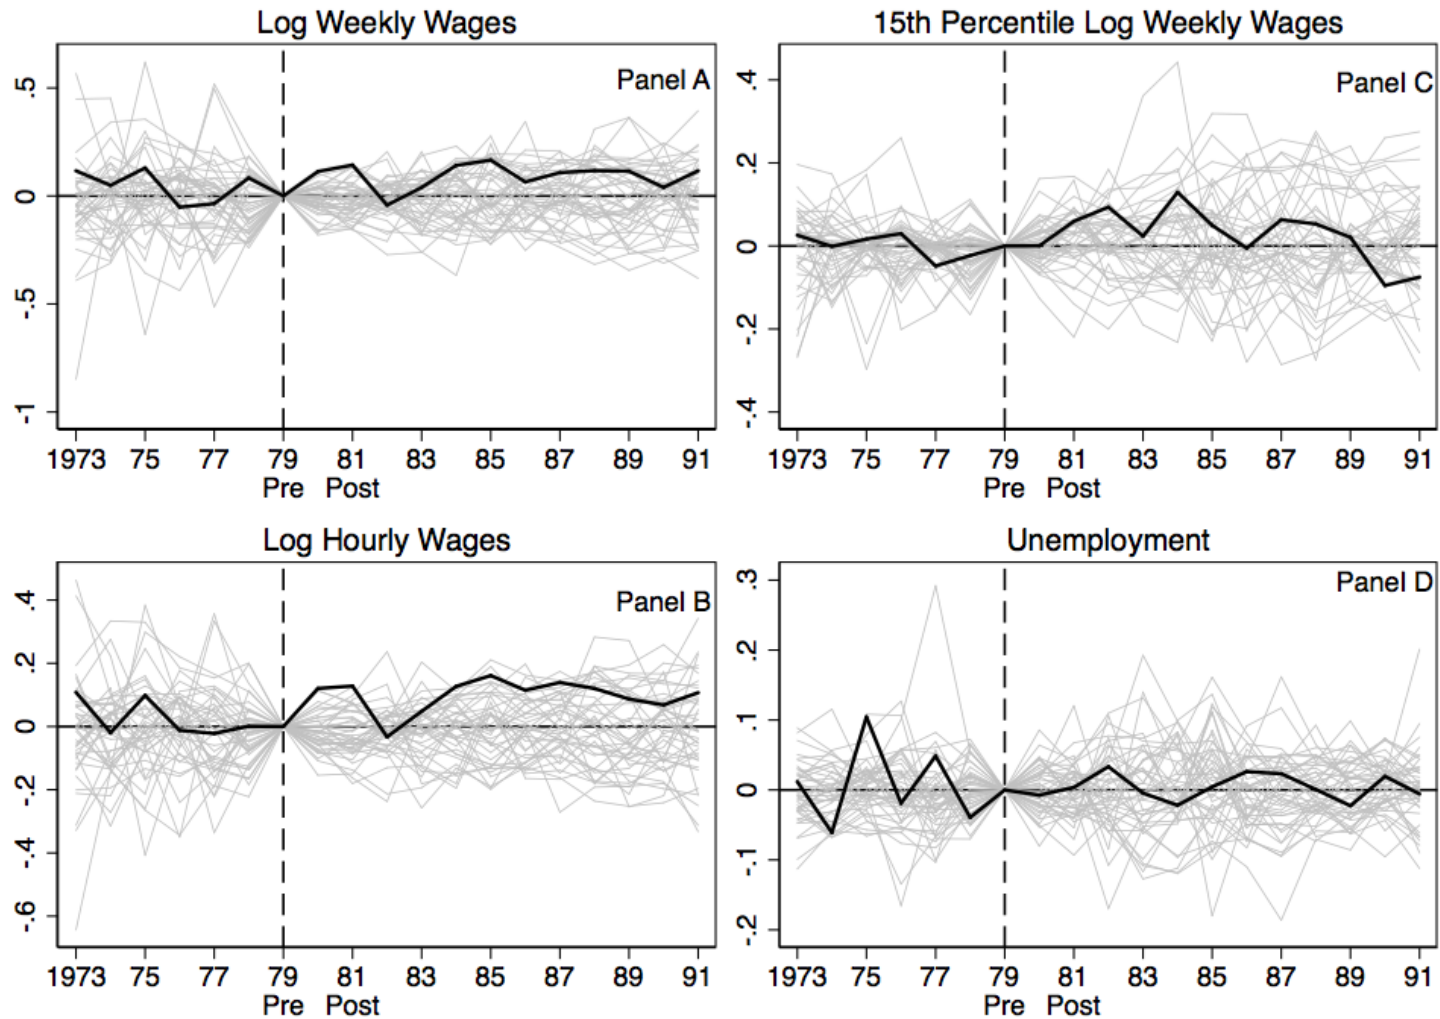 Log Weekly Wages
Panel A
.5
0
-.5
-1
1973 75 77 79 81 83 85 87 89 91
Pre Post
15th Percentile Log Weekly Wages
Panel C
.4
.2
0
-.2
-.4
1973 75 77 79 81 83 85 87 89 91
Pre Post
Log Hourly Wages
Panel B
.4
.2
0
-.2
-.4
-.6
1973 75 77 79 81 83 85 87 89 91
Pre Post
Unemployment
Panel D
.3
.2
.1
0
-.1
-.2
1973 75 77 79 81 83 85 87 89 91
Pre Post